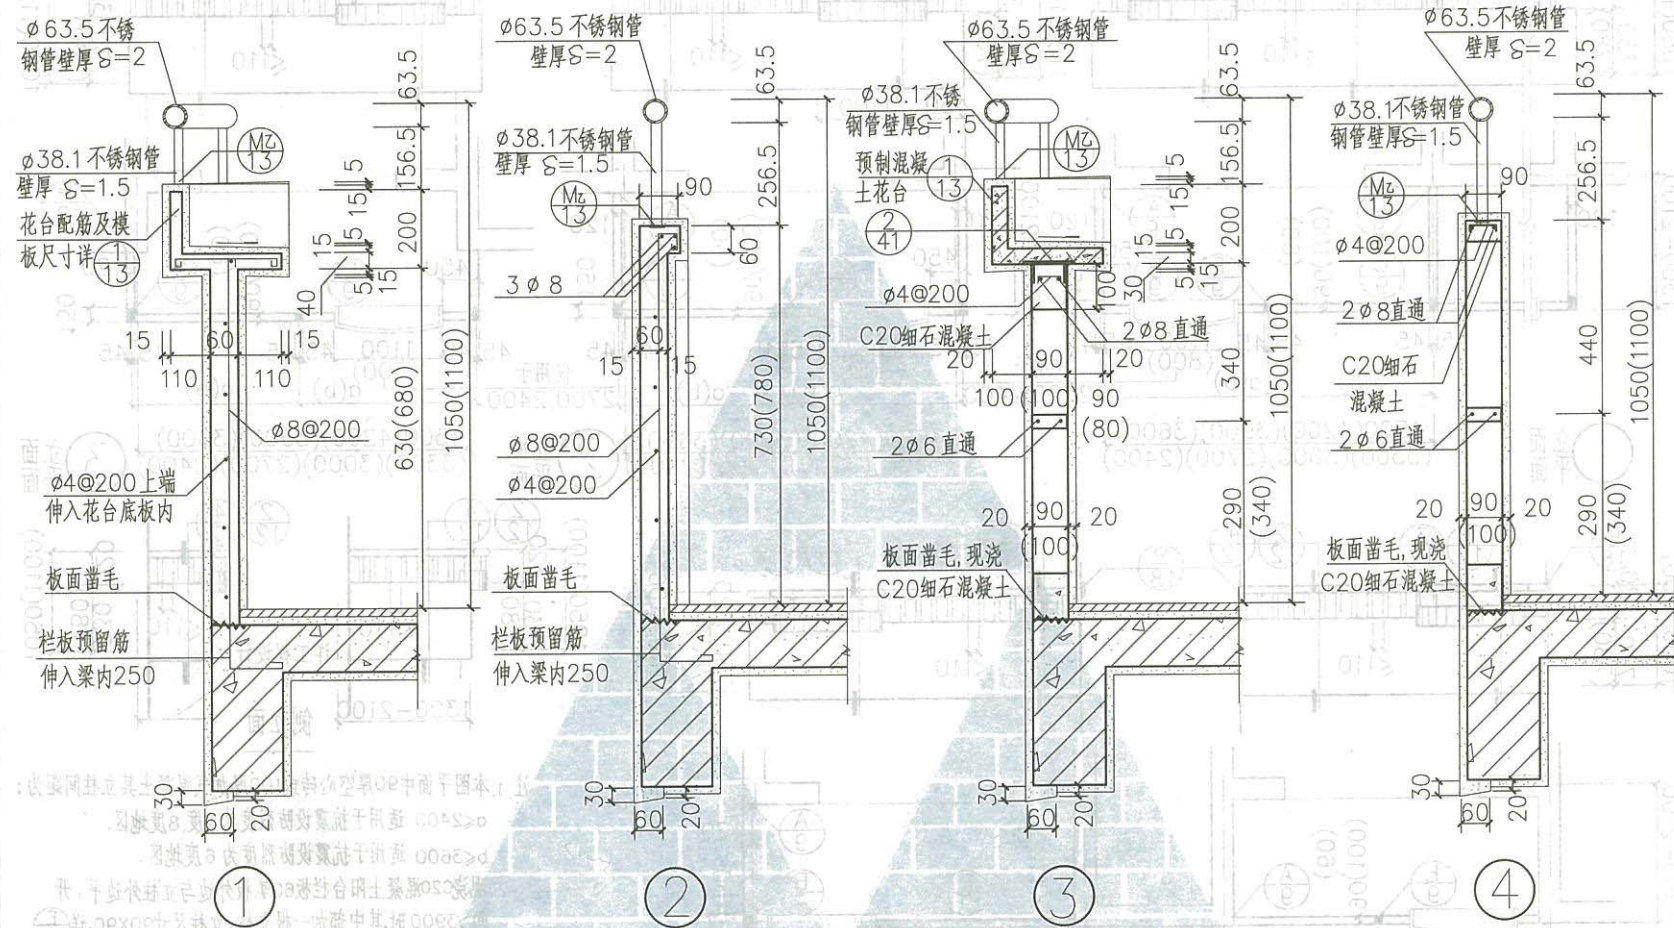 ø63.5不锈
钢管壁厚S=2
ø38.1不锈钢管
壁厚 S=1.5
花台配筋及模
板尺寸详
1
13
M2
13
63.5
156.5
5
15
200
15
40
5
15
15
60
15
110
110
ø8@200
ø4@200上端
伸入花台底板内
630(680)
1050(1100)
板面凿毛
栏板预留筋
伸入梁内250
30
60
20
①
ø63.5不锈钢管
壁厚S=2
ø38.1不锈钢管
壁厚 S=1.5
M2
13
90
63.5
256.5
60
3ø8
60
15
15
ø8@200
ø4@200
730(780)
1050(1100)
板面凿毛
栏板预留筋
伸入梁内250
30
60
20
②
ø63.5不锈钢管
壁厚S=2
ø38.1不锈
钢管壁厚S=1.5
预制混凝
土花台
1
13
2
41
M2
13
63.5
156.5
5
15
200
15
30
5
15
100
ø4@200
2ø8直通
C20细石混凝土
20
90
20
100
(100)
90
(80)
2ø6直通
340
1050(1100)
20
90
20
(100)
290
(340)
板面凿毛,现浇
C20细石混凝土
30
60
20
③
ø63.5不锈钢管
壁厚 S=2
ø38.1不锈钢管
钢管壁厚S=1.5
M2
13
90
63.5
256.5
ø4@200
2ø8直通
C20细石
混凝土
2ø6直通
440
1050(1100)
20
90
20
(100)
290
(340)
板面凿毛,现浇
C20细石混凝土
30
60
20
④